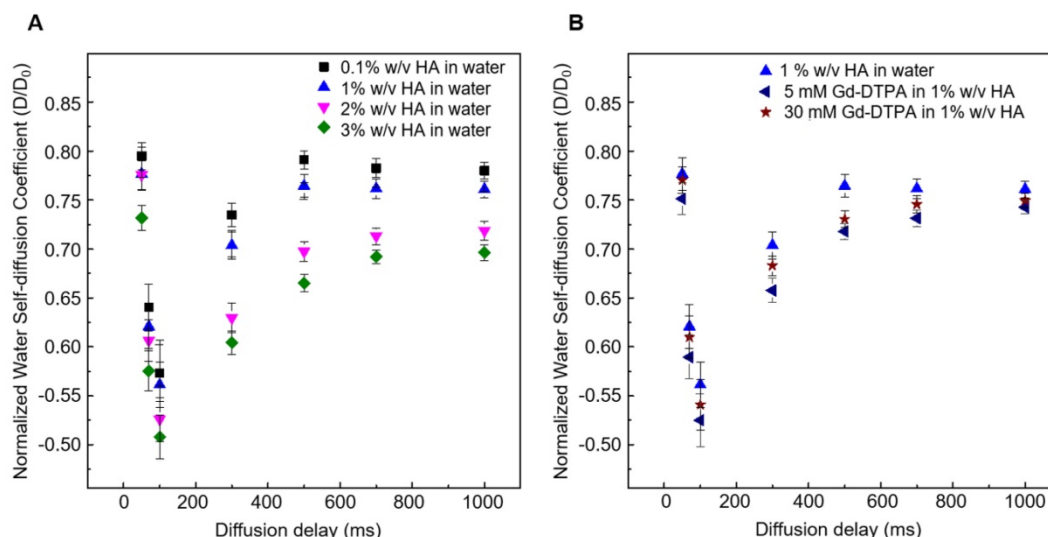 A
0.1% w/v HA in water
1% w/v HA in water
2% w/v HA in water
3% w/v HA in water
Normalized Water Self-diffusion Coefficient (D/D₀)
0.85
0.80
0.75
0.70
0.65
0.60
-0.55
-0.50
0 200 400 600 800 1000
Diffusion delay (ms)
B
1 % w/v HA in water
5 mM Gd-DTPA in 1% w/v HA
30 mM Gd-DTPA in 1% w/v HA
Normalized Water Self-diffusion Coefficient (D/D₀)
0.85
0.80
0.75
0.70
0.65
0.60
-0.55
-0.50
0 200 400 600 800 1000
Diffusion delay (ms)